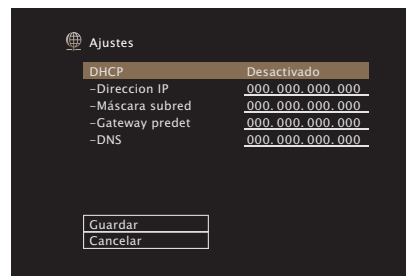 Ajustes
DHCP Desactivado
–Direccion IP 000. 000. 000. 000
–Máscara subred 000. 000. 000. 000
–Gateway predet 000. 000. 000. 000
–DNS 000. 000. 000. 000
Guardar
Cancelar